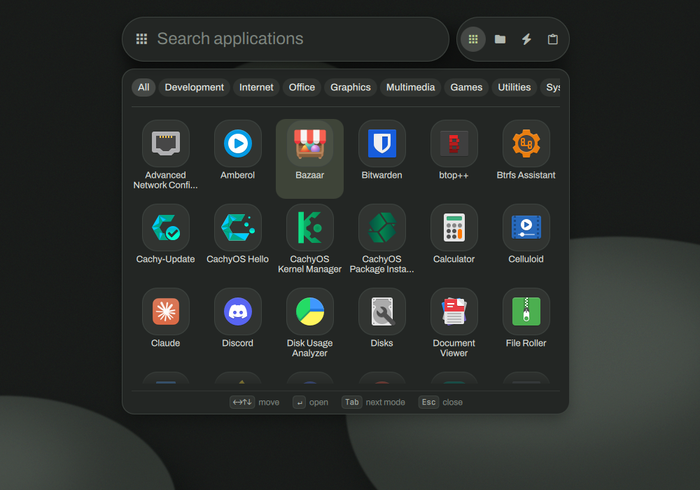 Search applications
All Development Internet Office Graphics Multimedia Games Utilities Sys
Advanced
Network Confi...
Amberol
Bazaar
Bitwarden
btop++
Btrfs Assistant
Cachy-Update
CachyOS Hello
CachyOS
Kernel Manager
CachyOS
Package Insta...
Calculator
Celluloid
Claude
Discord
Disk Usage
Analyzer
Disks
Document
Viewer
File Roller
←→↑↓ move ↵ open Tab next mode Esc close